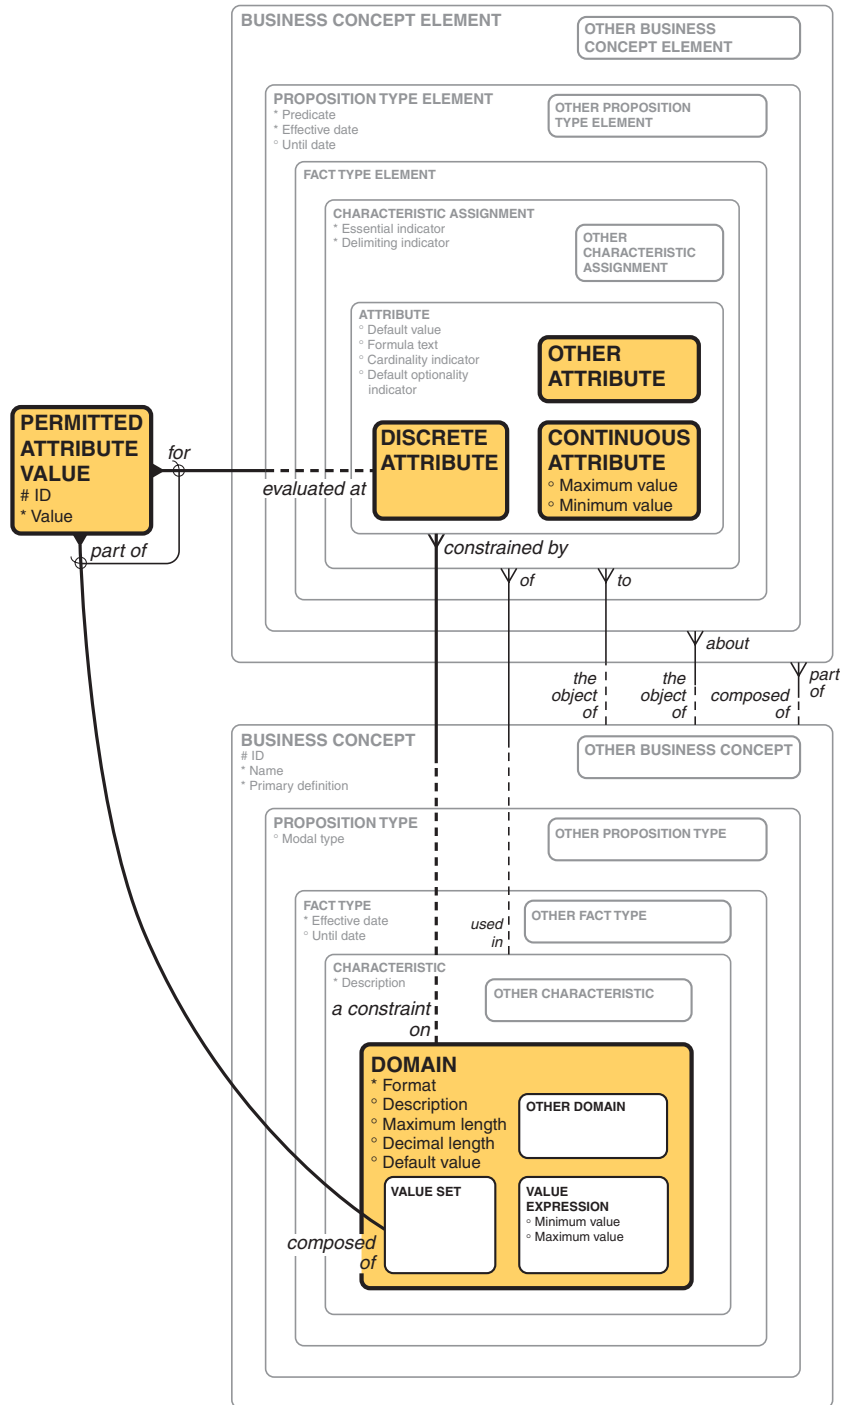 BUSINESS CONCEPT ELEMENT
OTHER BUSINESS
CONCEPT ELEMENT
PROPOSITION TYPE ELEMENT
* Predicate
* Effective date
° Until date
OTHER PROPOSITION
TYPE ELEMENT
FACT TYPE ELEMENT
CHARACTERISTIC ASSIGNMENT
* Essential indicator
* Delimiting indicator
OTHER
CHARACTERISTIC
ASSIGNMENT
ATTRIBUTE
° Default value
° Formula text
° Cardinality indicator
° Default optionality
indicator
OTHER
ATTRIBUTE
PERMITTED
ATTRIBUTE
VALUE
# ID
* Value
for
evaluated at
DISCRETE
ATTRIBUTE
CONTINUOUS
ATTRIBUTE
° Maximum value
° Minimum value
part of
constrained by
of
to
about
the
object
of
the
object
of
composed
of
part
of
BUSINESS CONCEPT
# ID
* Name
* Primary definition
OTHER BUSINESS CONCEPT
PROPOSITION TYPE
° Modal type
OTHER PROPOSITION TYPE
FACT TYPE
* Effective date
° Until date
OTHER FACT TYPE
used
in
CHARACTERISTIC
* Description
OTHER CHARACTERISTIC
a constraint
on
DOMAIN
* Format
° Description
° Maximum length
° Decimal length
° Default value
OTHER DOMAIN
VALUE SET
VALUE
EXPRESSION
° Minimum value
° Maximum value
composed
of